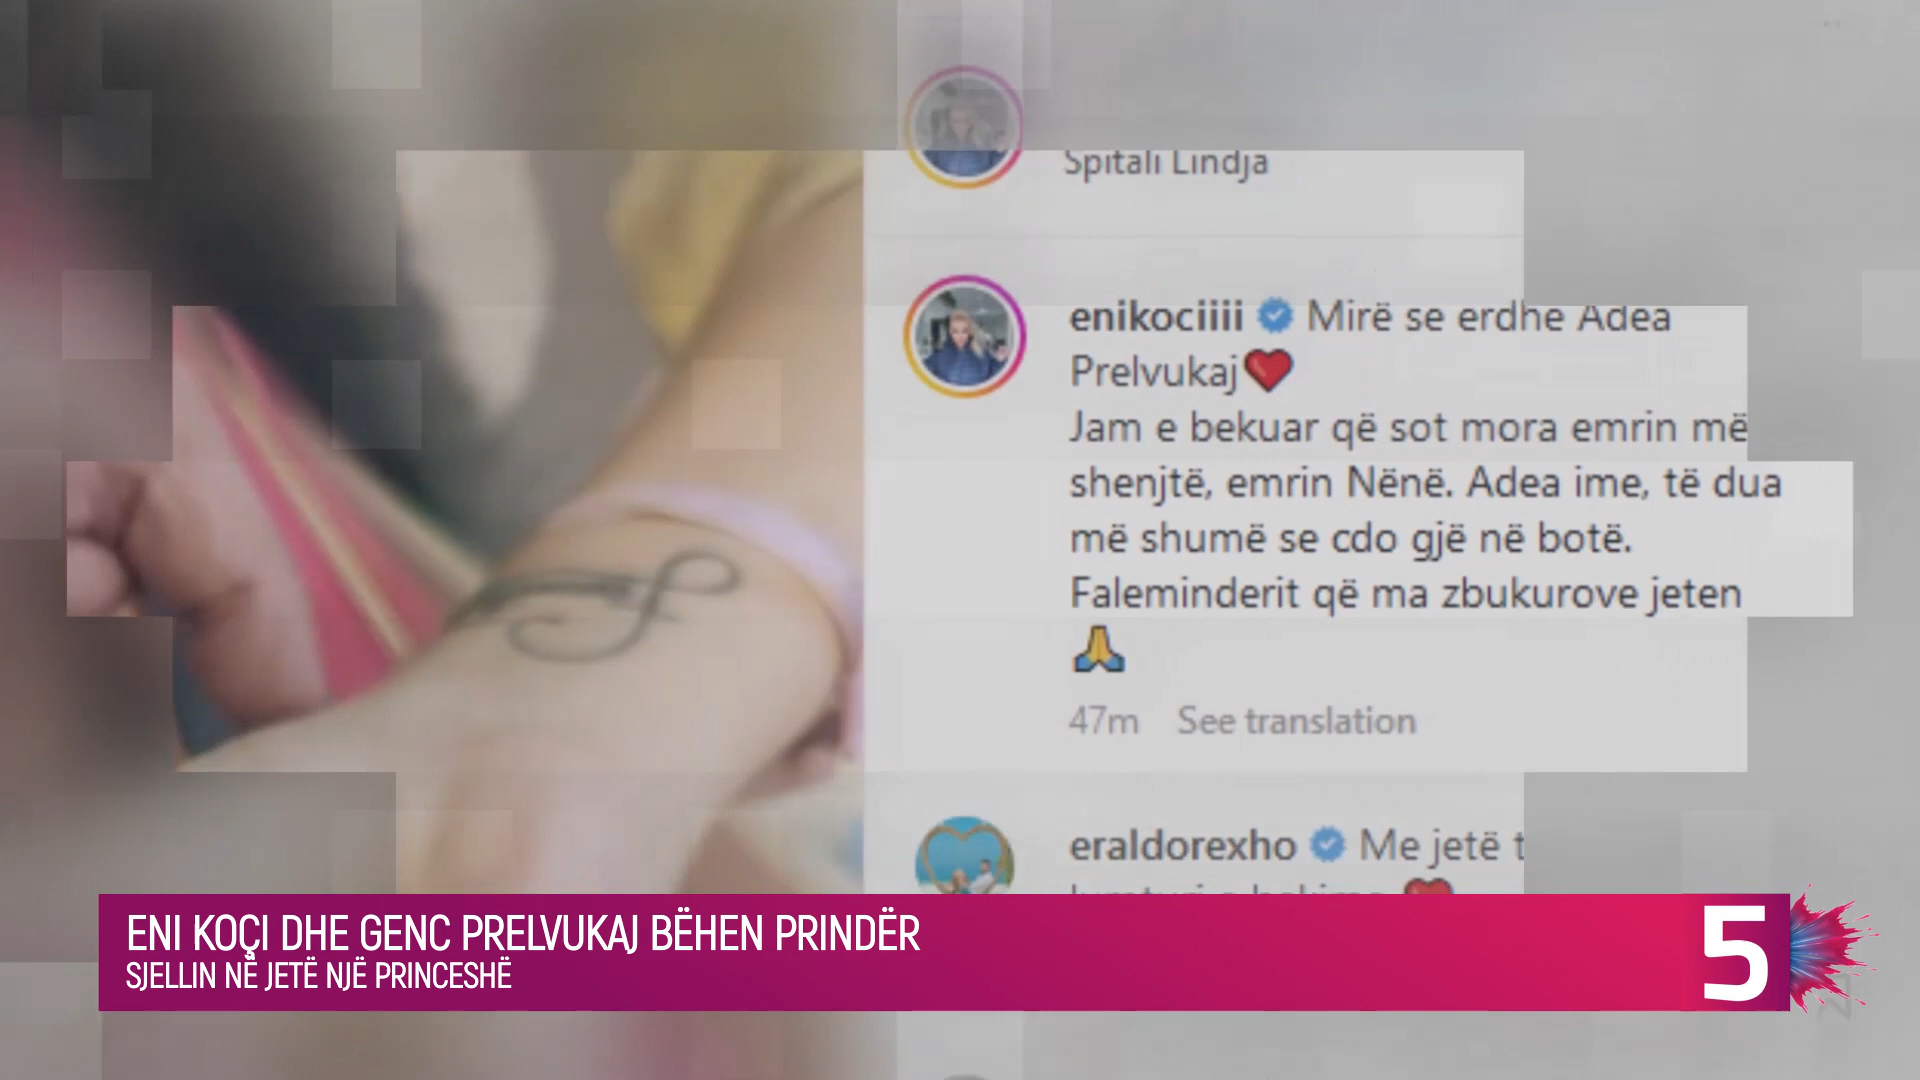 Spitali Lindja
enikociiii Mirë se erdhe Adea
Prelvukaj❤️
Jam e bekuar që sot mora emrin më
shenjtë, emrin Nënë. Adea ime, të dua
më shumë se cdo gjë në botë.
Faleminderit që ma zbukurove jeten
🙏
47m See translation
eraldorexho Me jetë
ENI KOÇI DHE GENC PRELVUKAJ BËHEN PRINDËR
SJELLIN NË JETË NJË PRINCESHË
5